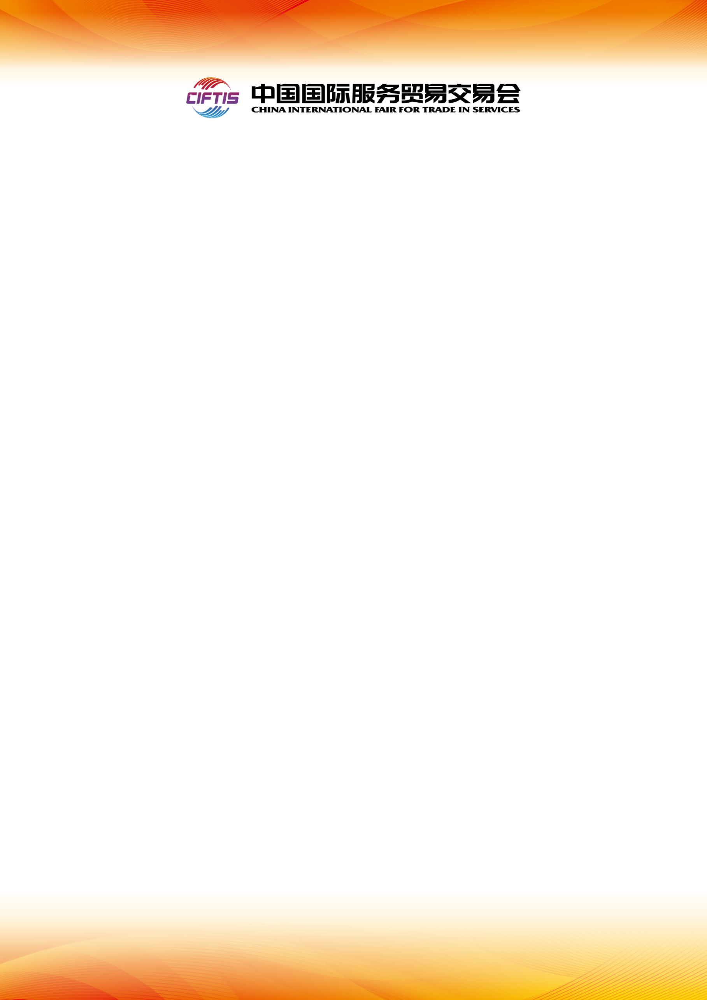 CIFTIS
中国国际服务贸易交易会
CHINA INTERNATIONAL FAIR FOR TRADE IN SERVICES